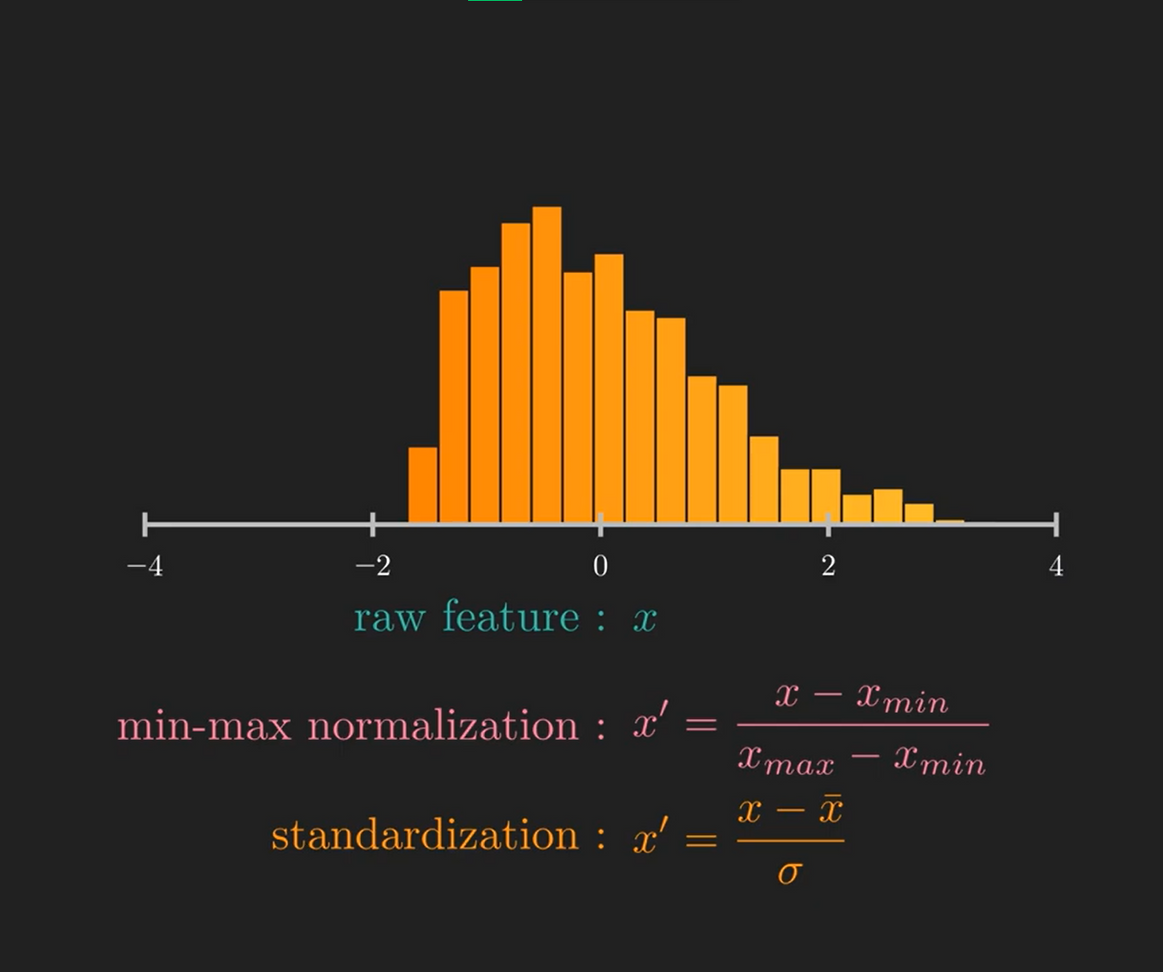 −4 −2 0 2 4
raw feature : x
min-max normalization : x′ = (x − x_min) / (x_max − x_min)
standardization : x′ = (x − x̄) / σ